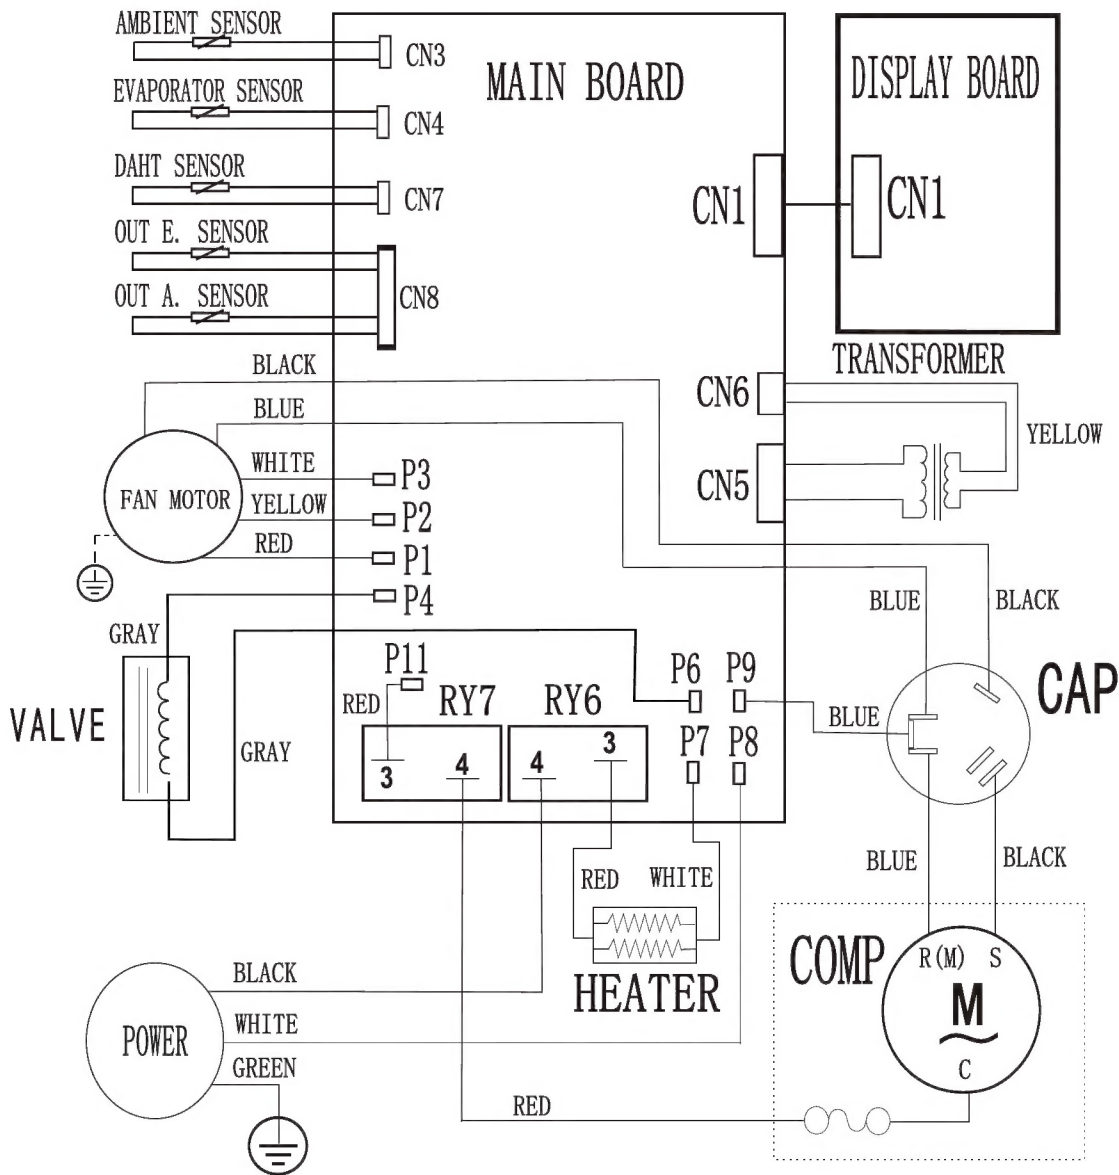 AMBIENT SENSOR
CN3
EVAPORATOR SENSOR
CN4
DAHT SENSOR
CN7
OUT E. SENSOR
OUT A. SENSOR
CN8
MAIN BOARD
DISPLAY BOARD
CN1
CN1
TRANSFORMER
CN6
YELLOW
CN5
BLACK
BLUE
WHITE
P3
FAN MOTOR
YELLOW
P2
RED
P1
P4
GRAY
VALVE
GRAY
P11
RED
RY7
RY6
3
4
4
3
P6
P9
P7
P8
BLUE
BLACK
CAP
BLUE
BLUE
BLACK
RED
WHITE
HEATER
COMP
R(M)
S
M
C
BLACK
POWER
WHITE
GREEN
RED